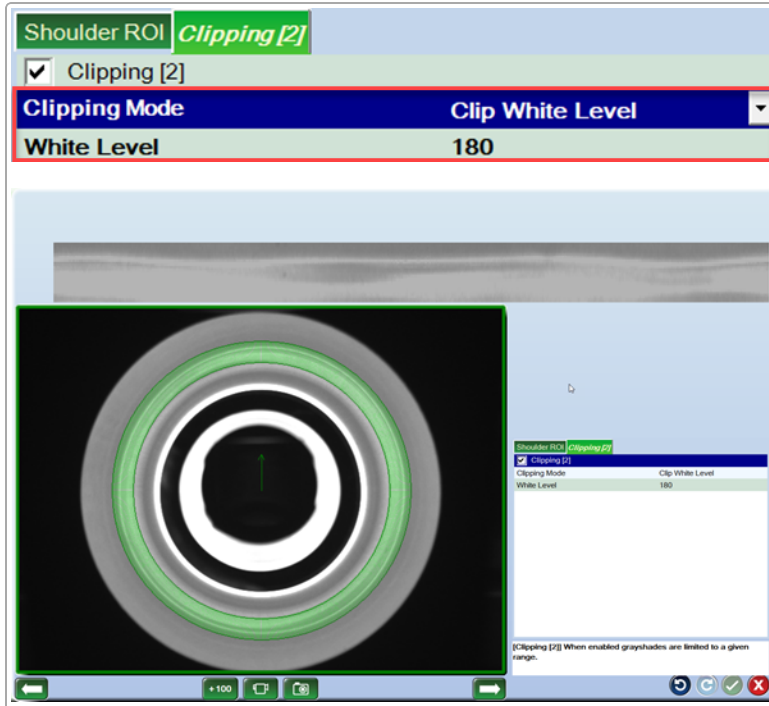 Shoulder ROI Clipping [2]
Clipping [2]
Clipping Mode Clip White Level
White Level 180
Shoulder ROI Clipping [2]
Clipping [2]
Clipping Mode Clip White Level
White Level 180
[Clipping [2]] When enabled grayshades are limited to a given
range.
+100